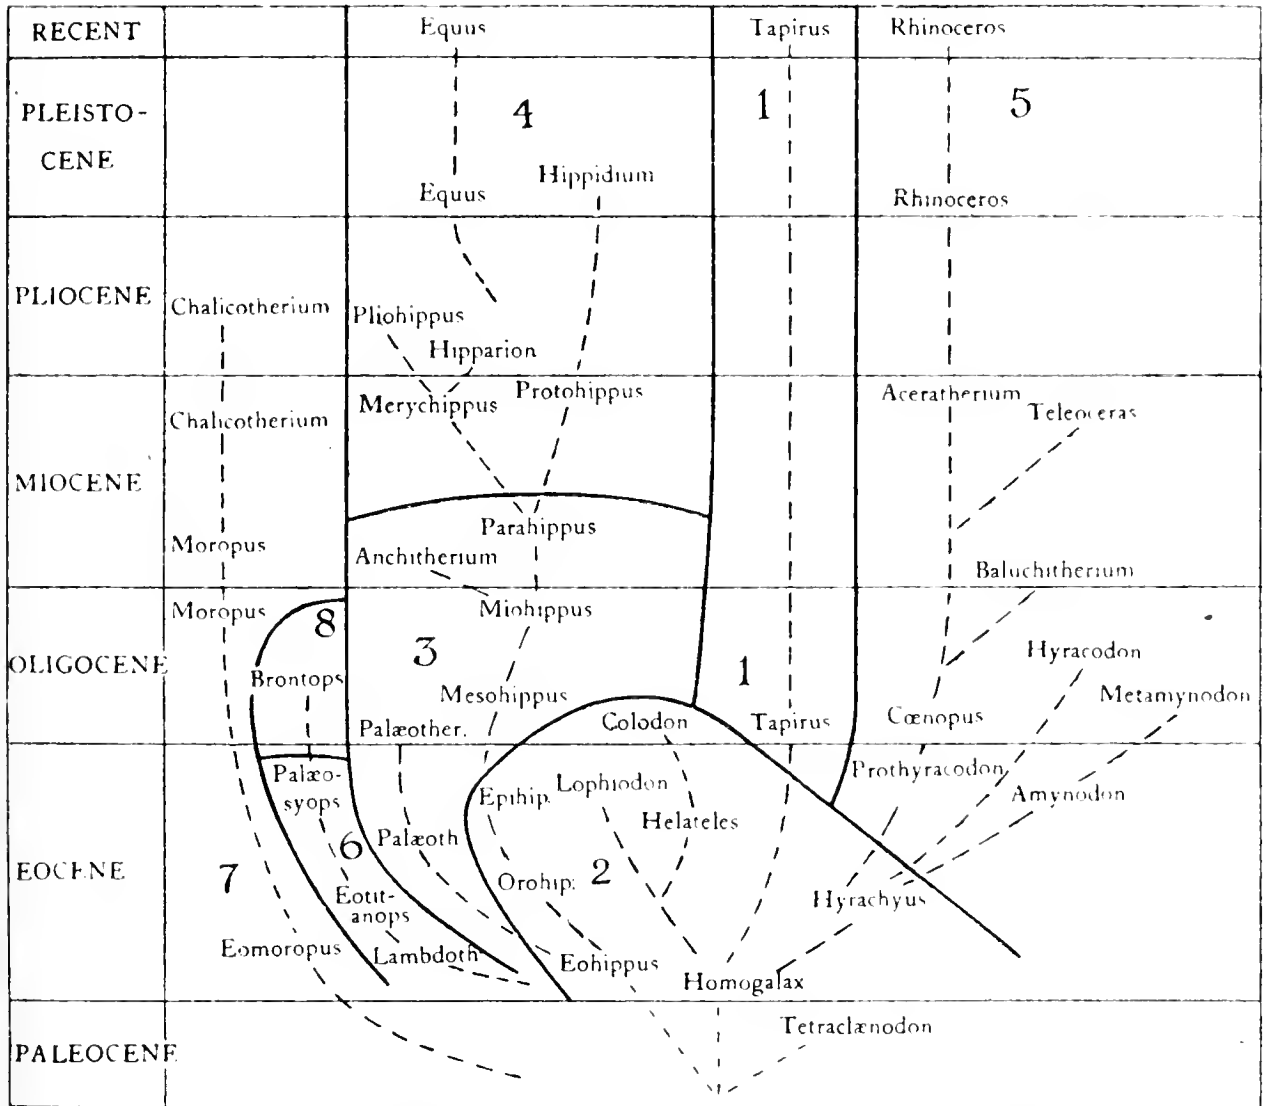 RECENT
Equus
Tapirus
Rhinoceros
PLEISTO-
CENE
4
1
5
Hippidium
Equus
Rhinoceros
PLIOCENE
Chalicotherium
Pliohippus
Hipparion
MIOCENE
Merychippus
Protohippus
Aceratherium
Teleoceras
Chalicotherium
Parahippus
Moropus
Anchitherium
Baluchitherium
OLIGOCENE
Moropus
8
Miohippus
3
1
Hyracodon
Brontops
Mesohippus
Metamynodon
Palæother.
Colodon
Tapirus
Cœnopus
EOCENE
Palæo-
syops
Epihip.
Lophiodon
Prothyracodon
Amynodon
Helateles
Palæoth
6
7
Orohip.
2
Hyrachyus
Eotit-
anops
Eomoropus
Lambdoth
Eohippus
Homogalax
PALEOCENE
Tetraclænodon